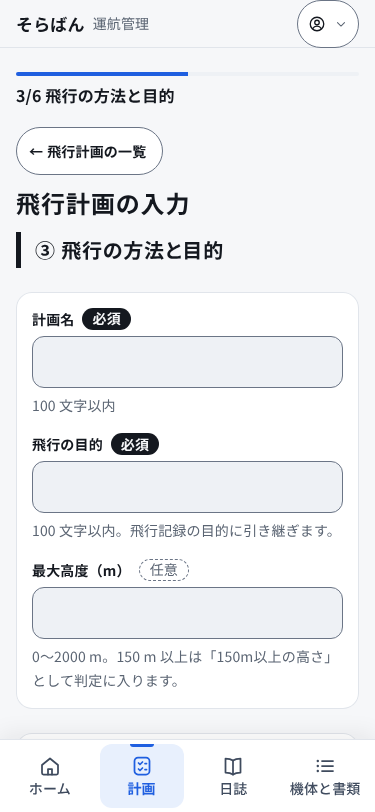 そらばん 運航管理
3/6 飛行の方法と目的
← 飛行計画の一覧
飛行計画の入力
③ 飛行の方法と目的
計画名 必須
100 文字以内
飛行の目的 必須
100 文字以内。飛行記録の目的に引き継ぎます。
最大高度（m） 任意
0〜2000 m。150 m 以上は「150m以上の高さ」
として判定に入ります。
ホーム 計画 日誌 機体と書類